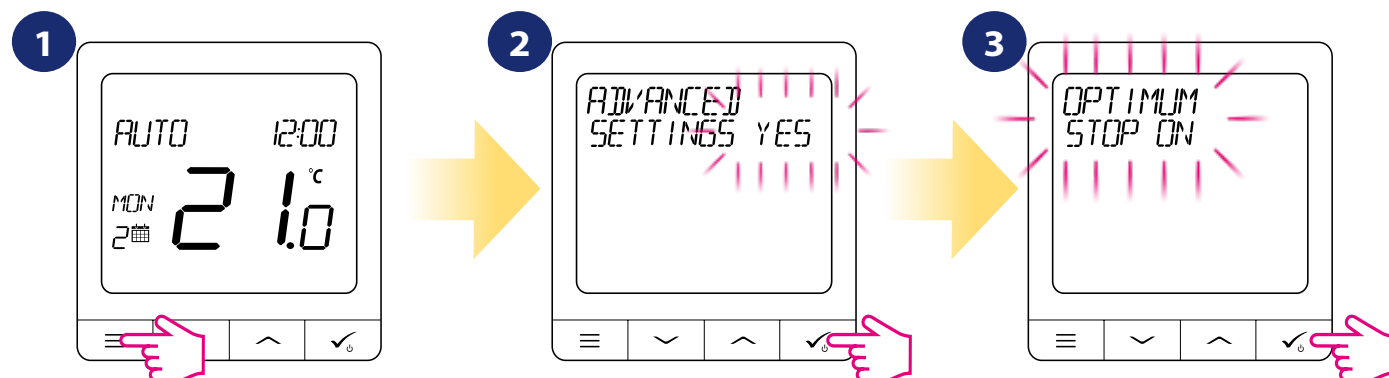 1
AUTO 12:00
MON
2
21.0 °C
2
ADVANCED
SETTINGS YES
3
OPTIMUM
STOP ON